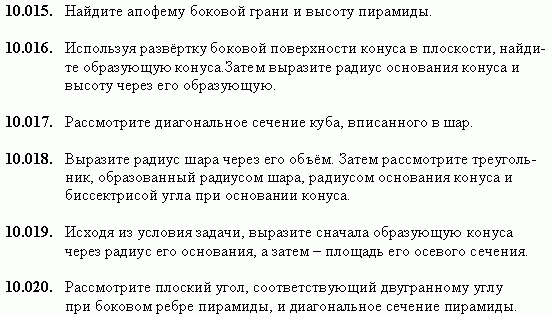 10.015. Найдите апофему боковой грани и высоту пирамиды.
10.016. Используя развёртку боковой поверхности конуса в плоскости, найди-
те образующую конуса.Затем выразите радиус основания конуса и
высоту через его образующую.
10.017. Рассмотрите диагональное сечение куба, вписанного в шар.
10.018. Выразите радиус шара через его объём. Затем рассмотрите треуголь-
ник, образованный радиусом шара, радиусом основания конуса и
биссектрисой угла при основании конуса.
10.019. Исходя из условия задачи, выразите сначала образующую конуса
через радиус его основания, а затем – площадь его осевого сечения.
10.020. Рассмотрите плоский угол, соответствующий двугранному углу
при боковом ребре пирамиды, и диагональное сечение пирамиды.